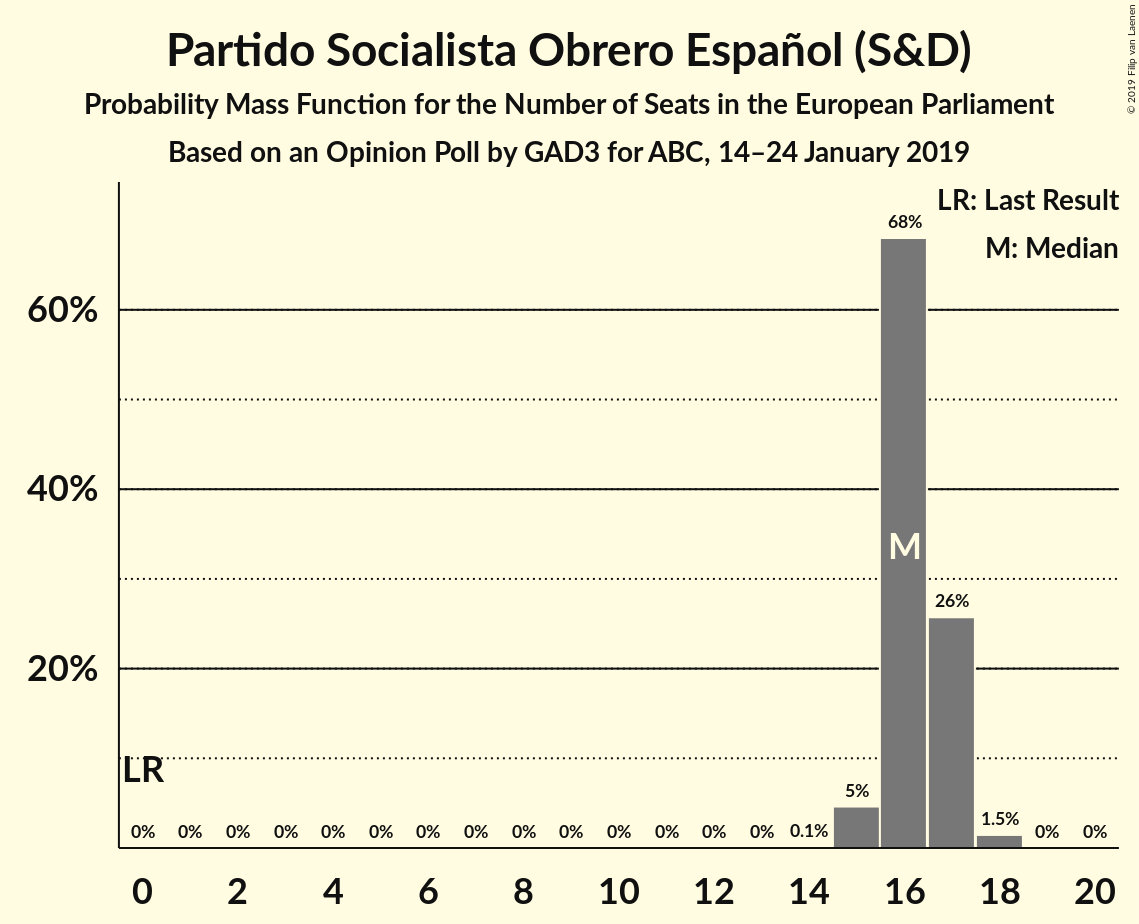 Partido Socialista Obrero Español (S&D)
Probability Mass Function for the Number of Seats in the European Parliament
Based on an Opinion Poll by GAD3 for ABC, 14–24 January 2019
© 2019 Filip van Laenen
LR: Last Result
M: Median
68%
60%
40%
M
26%
20%
LR
5%
0% 0% 0% 0% 0% 0% 0% 0% 0% 0% 0% 0% 0% 0% 0.1% 1.5% 0% 0%
0 2 4 6 8 10 12 14 16 18 20